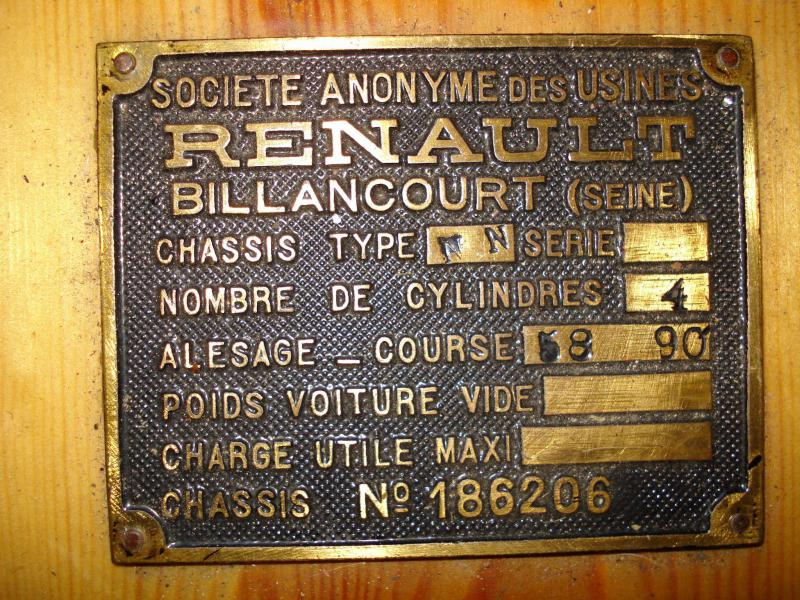 SOCIETE ANONYME DES USINES
RENAULT
BILLANCOURT (SEINE)
CHASSIS TYPE N N SERIE
NOMBRE DE CYLINDRES 4
ALESAGE _ COURSE 58 90
POIDS VOITURE VIDE
CHARGE UTILE MAXI
CHASSIS Nº 186206